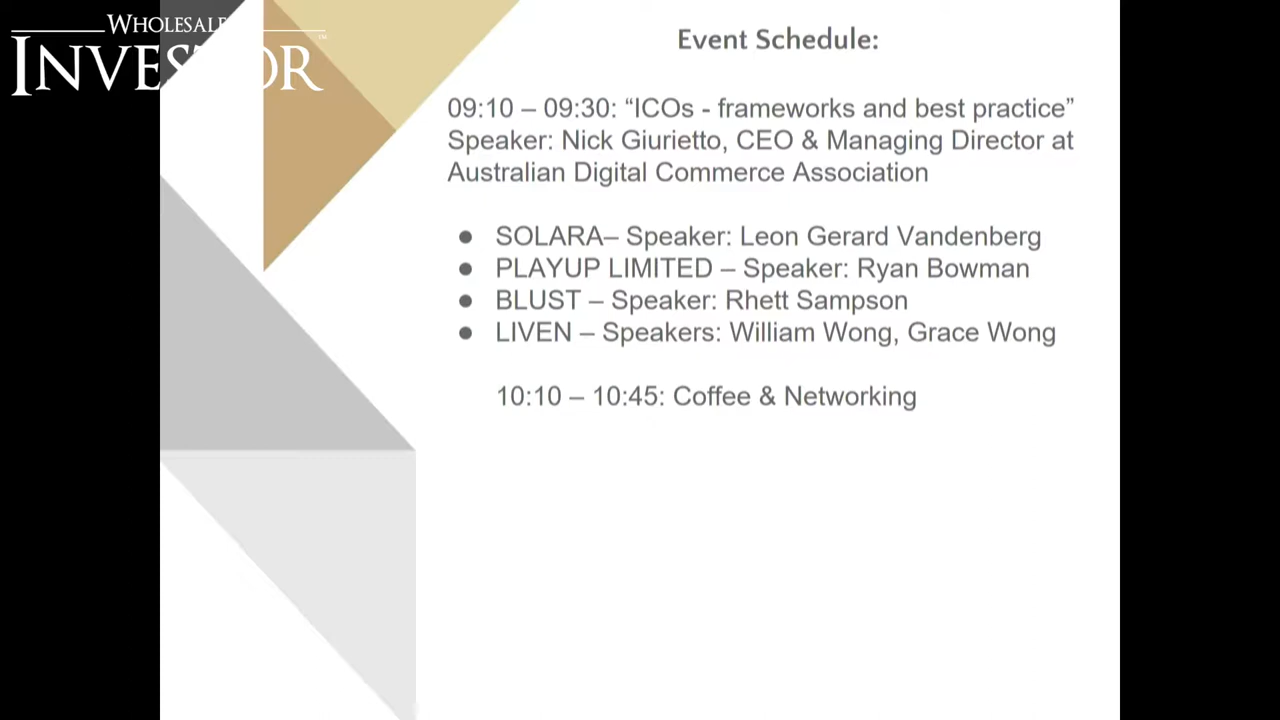 WHOLESALE
INVESTOR™
Event Schedule:
09:10 – 09:30: “ICOs - frameworks and best practice”
Speaker: Nick Giurietto, CEO & Managing Director at
Australian Digital Commerce Association
● SOLARA– Speaker: Leon Gerard Vandenberg
● PLAYUP LIMITED – Speaker: Ryan Bowman
● BLUST – Speaker: Rhett Sampson
● LIVEN – Speakers: William Wong, Grace Wong
10:10 – 10:45: Coffee & Networking